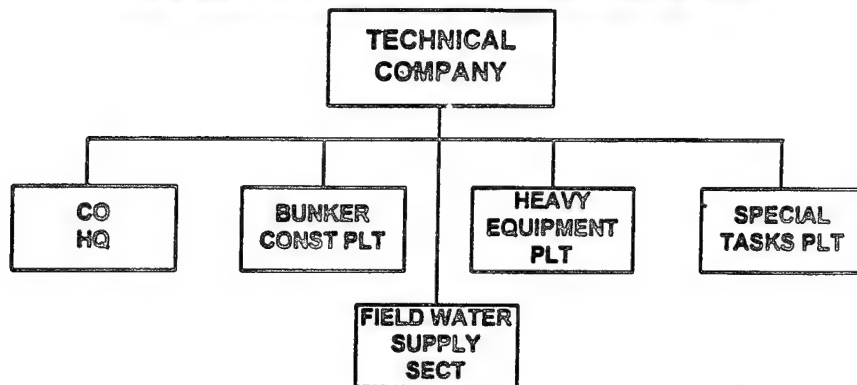 TECHNICAL
COMPANY
CO
HQ
BUNKER
CONST PLT
HEAVY
EQUIPMENT
PLT
SPECIAL
TASKS PLT
FIELD WATER
SUPPLY
SECT